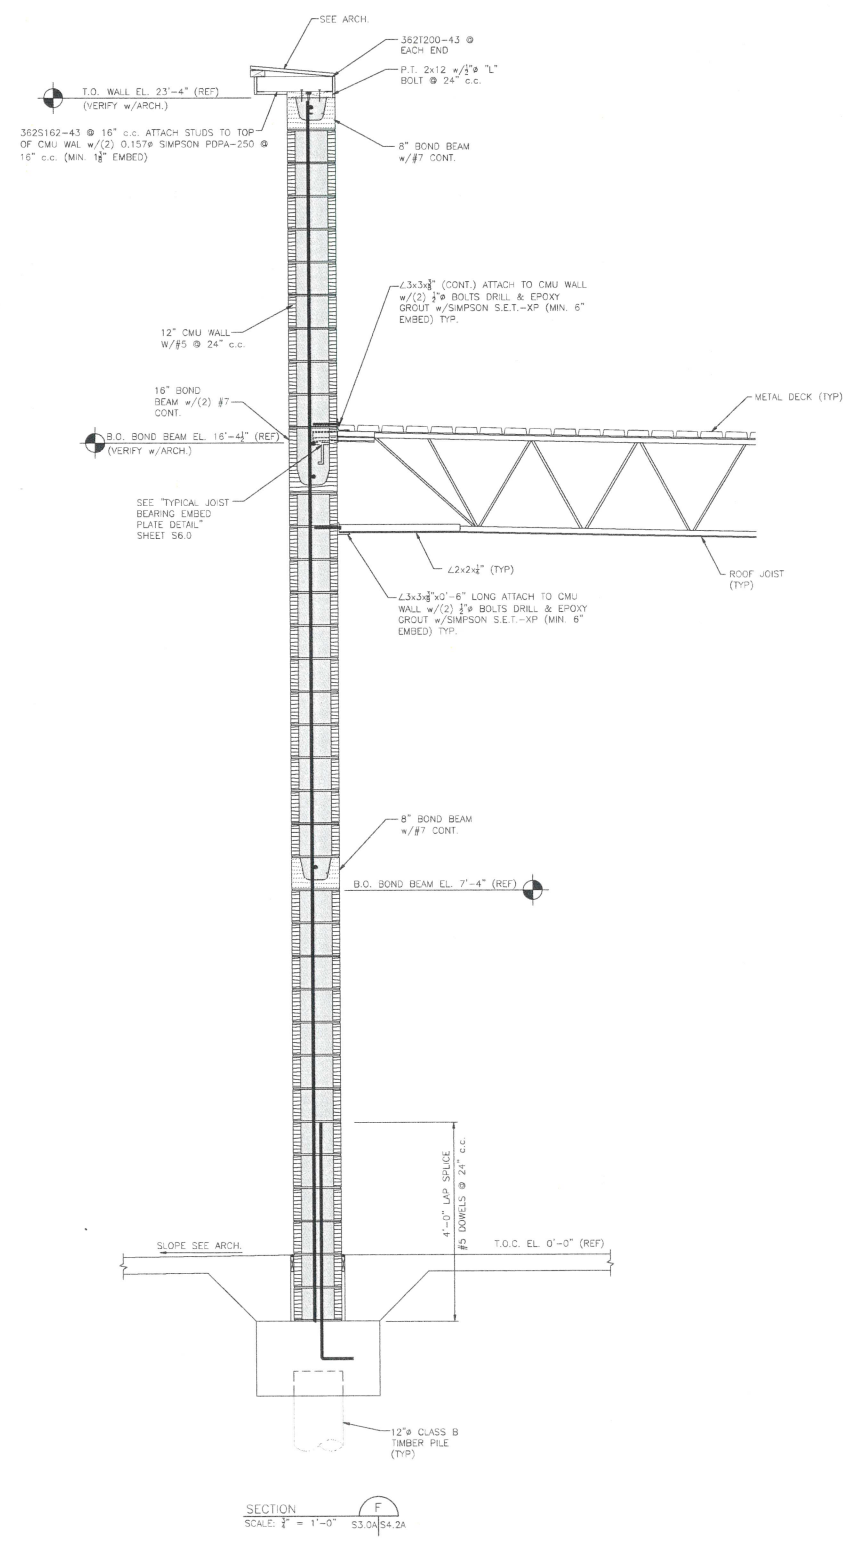 SEE ARCH.
362T200-43 @
EACH END
P.T. 2x12 w/½"ø "L"
BOLT @ 24" c.c.
T.O. WALL EL. 23'-4" (REF)
(VERIFY w/ARCH.)
362S162-43 @ 16" c.c. ATTACH STUDS TO TOP
OF CMU WAL w/(2) 0.157ø SIMPSON PDPA-250 @
16" c.c. (MIN. 1⅜" EMBED)
8" BOND BEAM
w/#7 CONT.
∠3x3x⅜" (CONT.) ATTACH TO CMU WALL
w/(2) ½"ø BOLTS DRILL & EPOXY
GROUT w/SIMPSON S.E.T.-XP (MIN. 6"
EMBED) TYP.
12" CMU WALL
W/#5 @ 24" c.c.
16" BOND
BEAM w/(2) #7
CONT.
METAL DECK (TYP)
B.O. BOND BEAM EL. 16'-4½" (REF)
(VERIFY w/ARCH.)
SEE "TYPICAL JOIST
BEARING EMBED
PLATE DETAIL"
SHEET S6.0
∠2x2x¼" (TYP)
ROOF JOIST
(TYP)
∠3x3x⅜"x0'-6" LONG ATTACH TO CMU
WALL w/(2) ½"ø BOLTS DRILL & EPOXY
GROUT w/SIMPSON S.E.T.-XP (MIN. 6"
EMBED) TYP.
8" BOND BEAM
w/#7 CONT.
B.O. BOND BEAM EL. 7'-4" (REF)
4'-0" LAP SPLICE
#5 DOWELS @ 24" c.c.
SLOPE SEE ARCH.
T.O.C. EL. 0'-0" (REF)
12"ø CLASS B
TIMBER PILE
(TYP)
SECTION
F
SCALE: ¾" = 1'-0"
S3.0A S4.2A